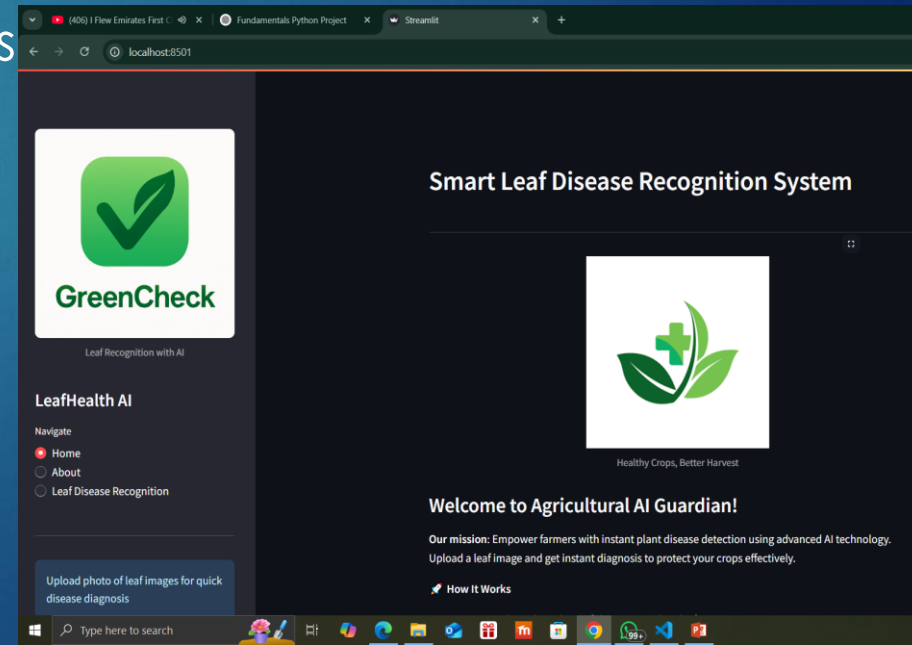 S
(406) I Flew Emirates First C
Fundamentals Python Project
Streamlit
localhost:8501
GreenCheck
Leaf Recognition with AI
LeafHealth AI
Navigate
Home
About
Leaf Disease Recognition
Upload photo of leaf images for quick
disease diagnosis
Smart Leaf Disease Recognition System
Healthy Crops, Better Harvest
Welcome to Agricultural AI Guardian!
Our mission: Empower farmers with instant plant disease detection using advanced AI technology.
Upload a leaf image and get instant diagnosis to protect your crops effectively.
🚀 How It Works
Type here to search
99+